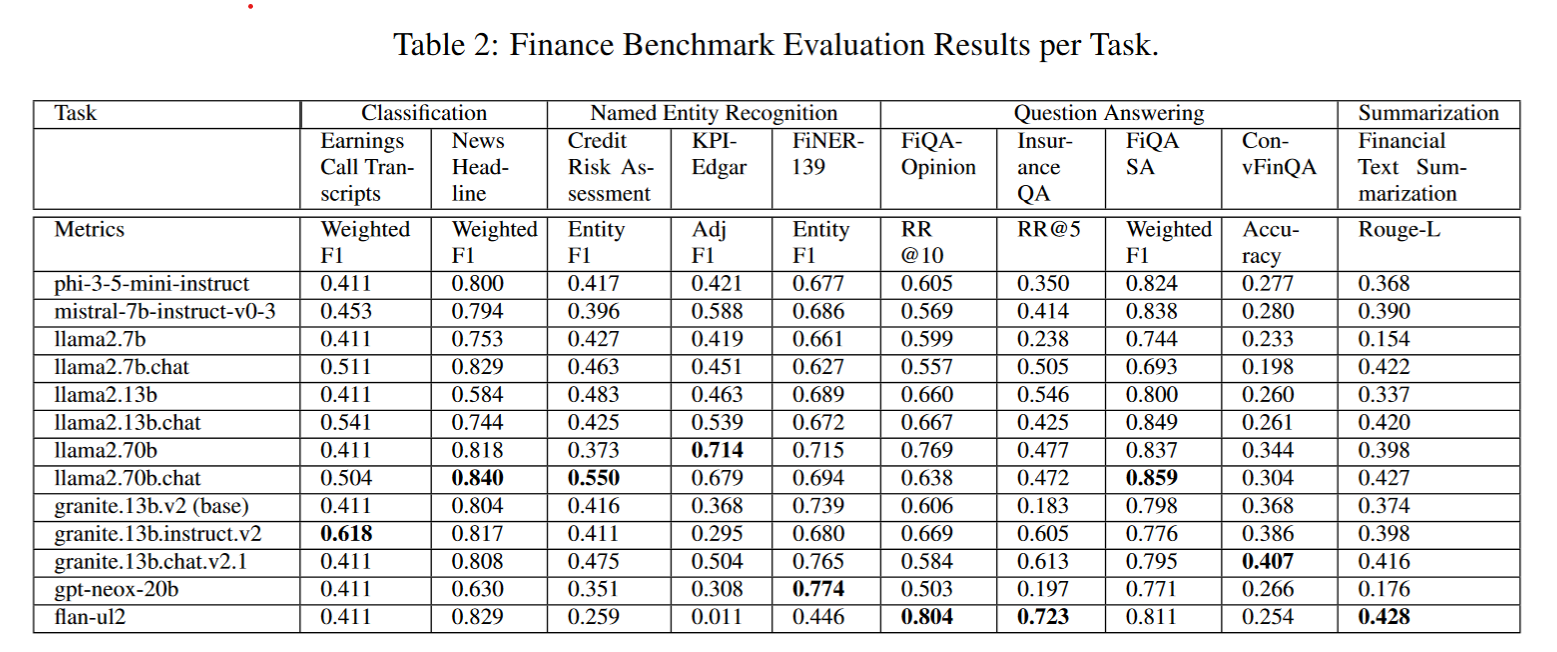 Table 2: Finance Benchmark Evaluation Results per Task.
Task Classification Named Entity Recognition Question Answering Summarization
Earnings News Credit KPI- FiNER- FiQA- Insur- FiQA Con- Financial
Call Tran- Head- Risk As- Edgar 139 Opinion ance SA vFinQA Text Sum-
scripts line sessment QA marization
Metrics Weighted Weighted Entity Adj Entity RR RR@5 Weighted Accu- Rouge-L
F1 F1 F1 F1 F1 @10 F1 racy
phi-3-5-mini-instruct 0.411 0.800 0.417 0.421 0.677 0.605 0.350 0.824 0.277 0.368
mistral-7b-instruct-v0-3 0.453 0.794 0.396 0.588 0.686 0.569 0.414 0.838 0.280 0.390
llama2.7b 0.411 0.753 0.427 0.419 0.661 0.599 0.238 0.744 0.233 0.154
llama2.7b.chat 0.511 0.829 0.463 0.451 0.627 0.557 0.505 0.693 0.198 0.422
llama2.13b 0.411 0.584 0.483 0.463 0.689 0.660 0.546 0.800 0.260 0.337
llama2.13b.chat 0.541 0.744 0.425 0.539 0.672 0.667 0.425 0.849 0.261 0.420
llama2.70b 0.411 0.818 0.373 0.714 0.715 0.769 0.477 0.837 0.344 0.398
llama2.70b.chat 0.504 0.840 0.550 0.679 0.694 0.638 0.472 0.859 0.304 0.427
granite.13b.v2 (base) 0.411 0.804 0.416 0.368 0.739 0.606 0.183 0.798 0.368 0.374
granite.13b.instruct.v2 0.618 0.817 0.411 0.295 0.680 0.669 0.605 0.776 0.386 0.398
granite.13b.chat.v2.1 0.411 0.808 0.475 0.504 0.765 0.584 0.613 0.795 0.407 0.416
gpt-neox-20b 0.411 0.630 0.351 0.308 0.774 0.503 0.197 0.771 0.266 0.176
flan-ul2 0.411 0.829 0.259 0.011 0.446 0.804 0.723 0.811 0.254 0.428